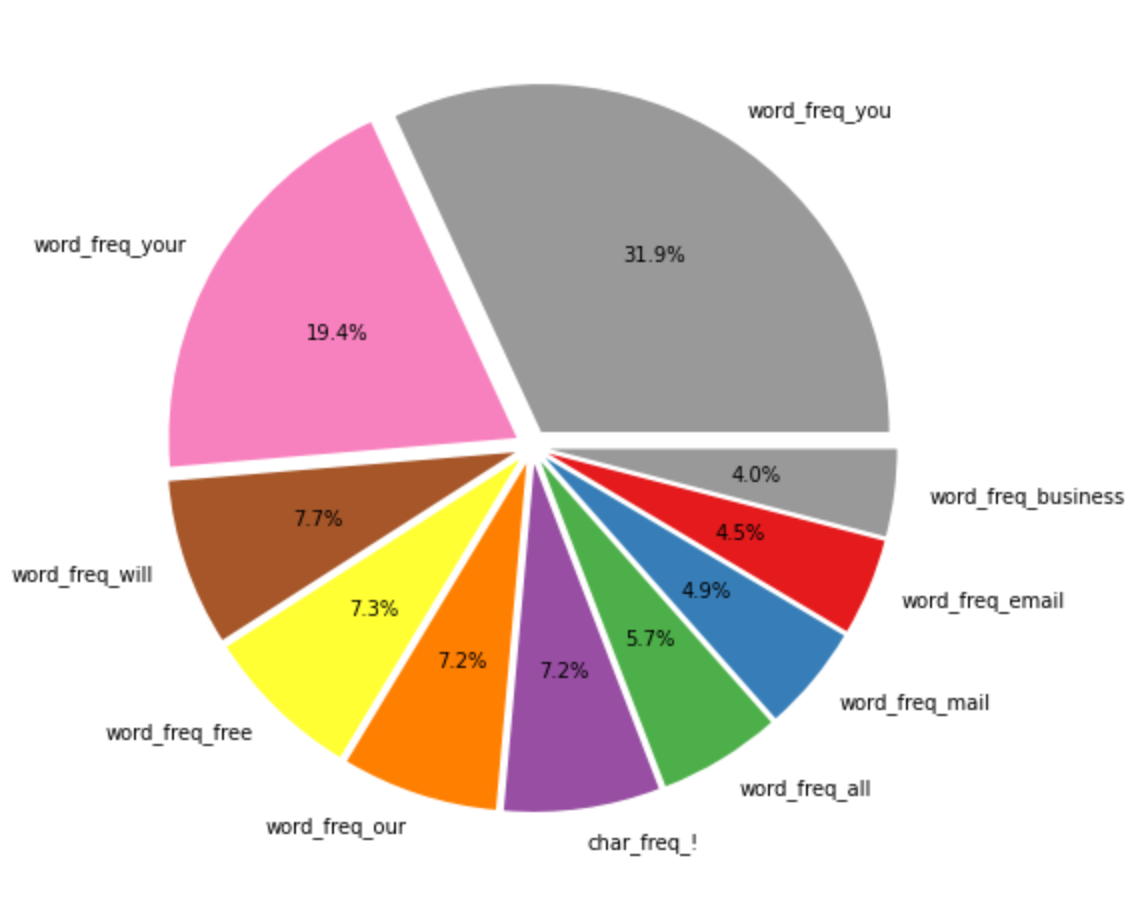 word_freq_you
31.9%
word_freq_your
19.4%
4.0%
word_freq_business
7.7%
4.5%
word_freq_will
4.9%
word_freq_email
7.3%
5.7%
7.2%
7.2%
word_freq_mail
word_freq_free
word_freq_all
word_freq_our
char_freq_!